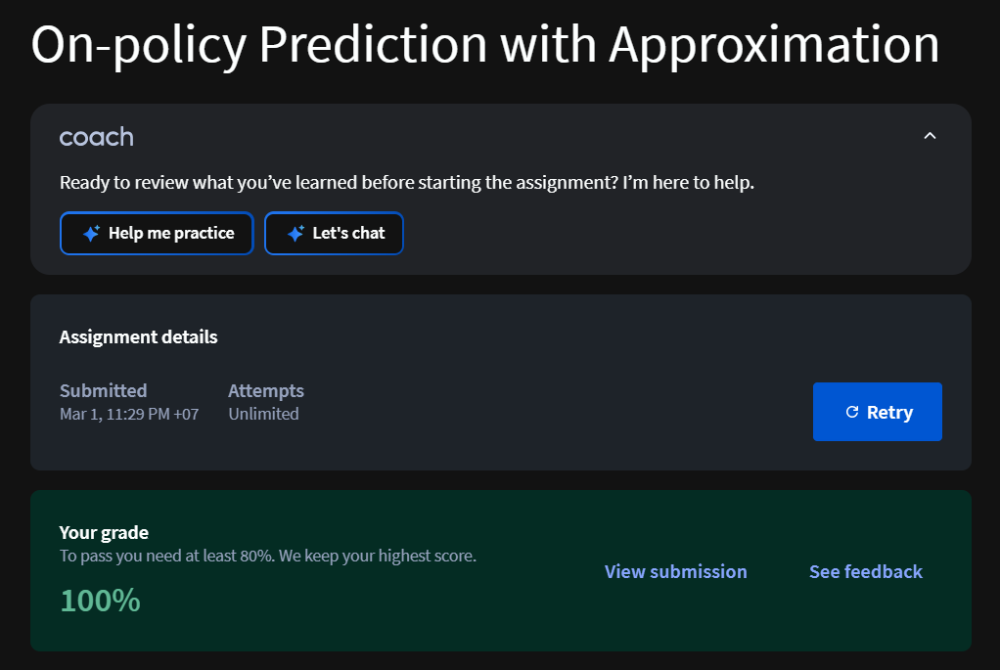 On-policy Prediction with Approximation
coach
Ready to review what you’ve learned before starting the assignment? I’m here to help.
Help me practice
Let's chat
Assignment details
Submitted
Attempts
Mar 1, 11:29 PM +07
Unlimited
Retry
Your grade
To pass you need at least 80%. We keep your highest score.
100%
View submission
See feedback